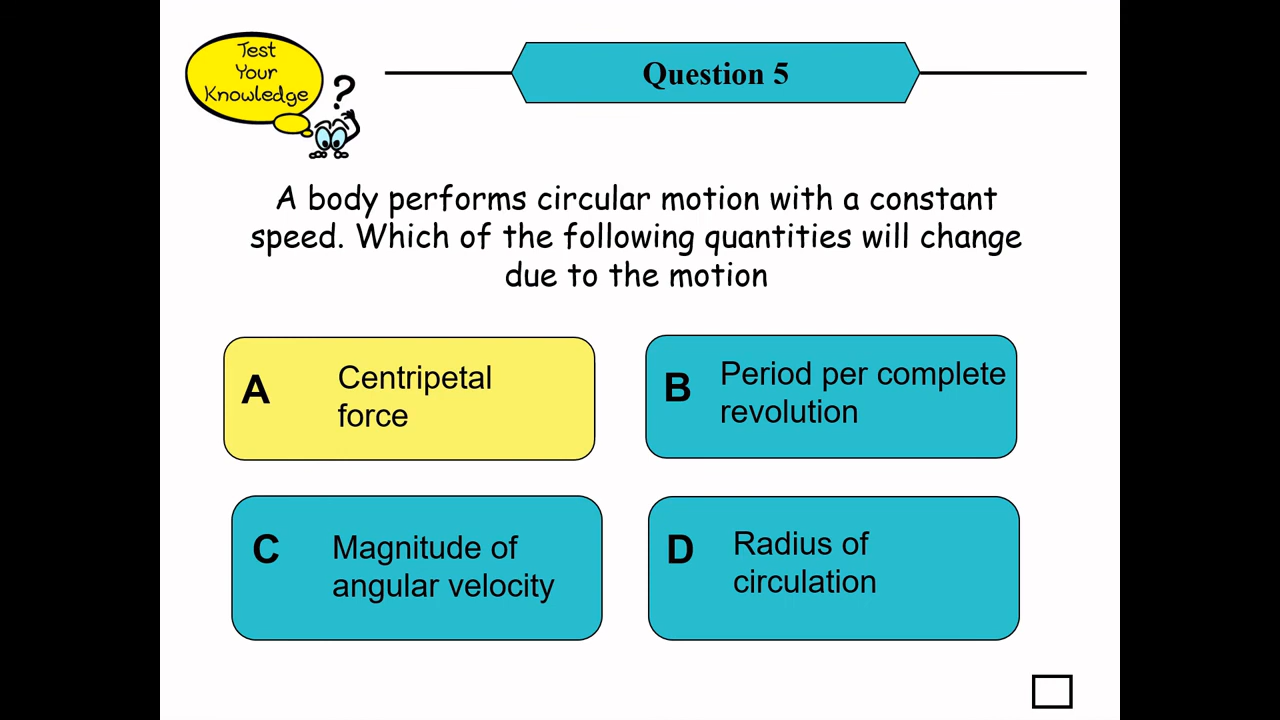 Test
Your
Knowledge
?
Question 5
A body performs circular motion with a constant
speed. Which of the following quantities will change
due to the motion
A
Centripetal
force
B
Period per complete
revolution
C
Magnitude of
angular velocity
D
Radius of
circulation